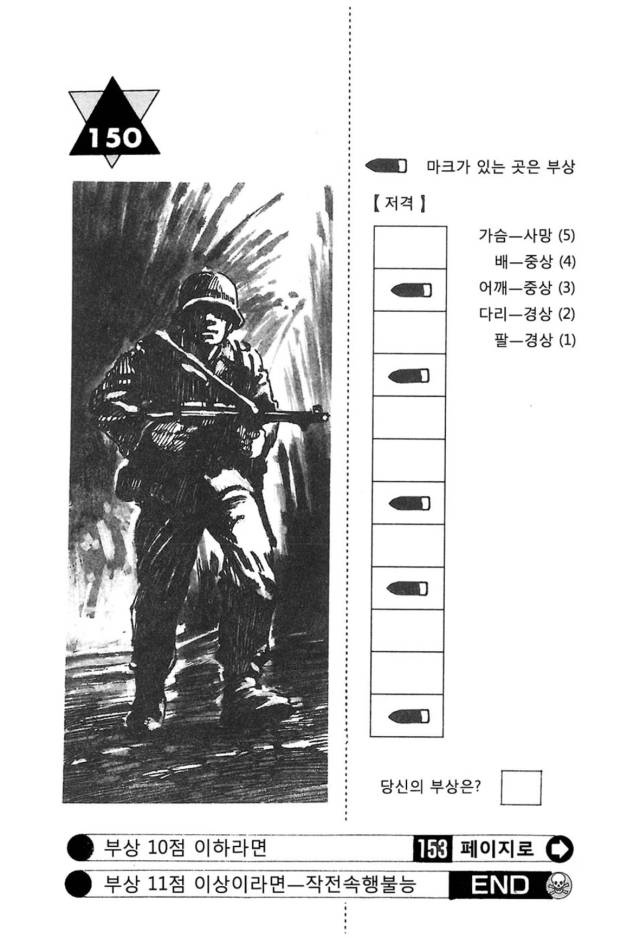 150
마크가 있는 곳은 부상
【저격】
가슴—사망 (5)
배—중상 (4)
어깨—중상 (3)
다리—경상 (2)
팔—경상 (1)
당신의 부상은?
부상 10점 이하라면 153 페이지로
부상 11점 이상이라면—작전속행불능 END